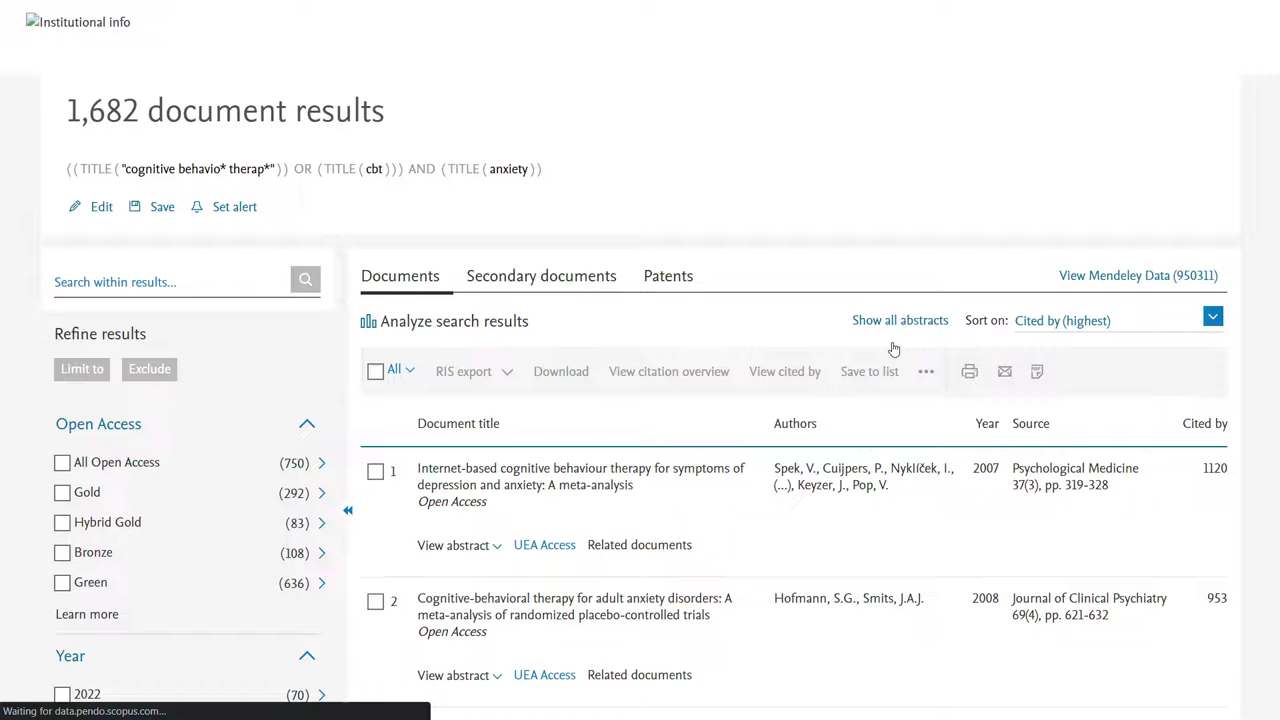 Institutional info
1,682 document results
( ( TITLE ( "cognitive behavio* therap*" ) ) OR ( TITLE ( cbt ) ) ) AND ( TITLE ( anxiety ) )
Edit Save Set alert
Search within results...
Documents Secondary documents Patents View Mendeley Data (950311)
Refine results
Limit to Exclude
Analyze search results Show all abstracts Sort on: Cited by (highest)
All RIS export Download View citation overview View cited by Save to list •••
Document title Authors Year Source Cited by
Open Access
All Open Access (750)
Gold (292)
Hybrid Gold (83)
Bronze (108)
Green (636)
Learn more
Year
2022 (70)
1 Internet-based cognitive behaviour therapy for symptoms of Spek, V., Cuijpers, P., Nyklíček, I., 2007 Psychological Medicine 1120
depression and anxiety: A meta-analysis (...), Keyzer, J., Pop, V. 37(3), pp. 319-328
Open Access
View abstract UEA Access Related documents
2 Cognitive-behavioral therapy for adult anxiety disorders: A Hofmann, S.G., Smits, J.A.J. 2008 Journal of Clinical Psychiatry 953
meta-analysis of randomized placebo-controlled trials 69(4), pp. 621-632
Open Access
View abstract UEA Access Related documents
Waiting for data.pendo.scopus.com...